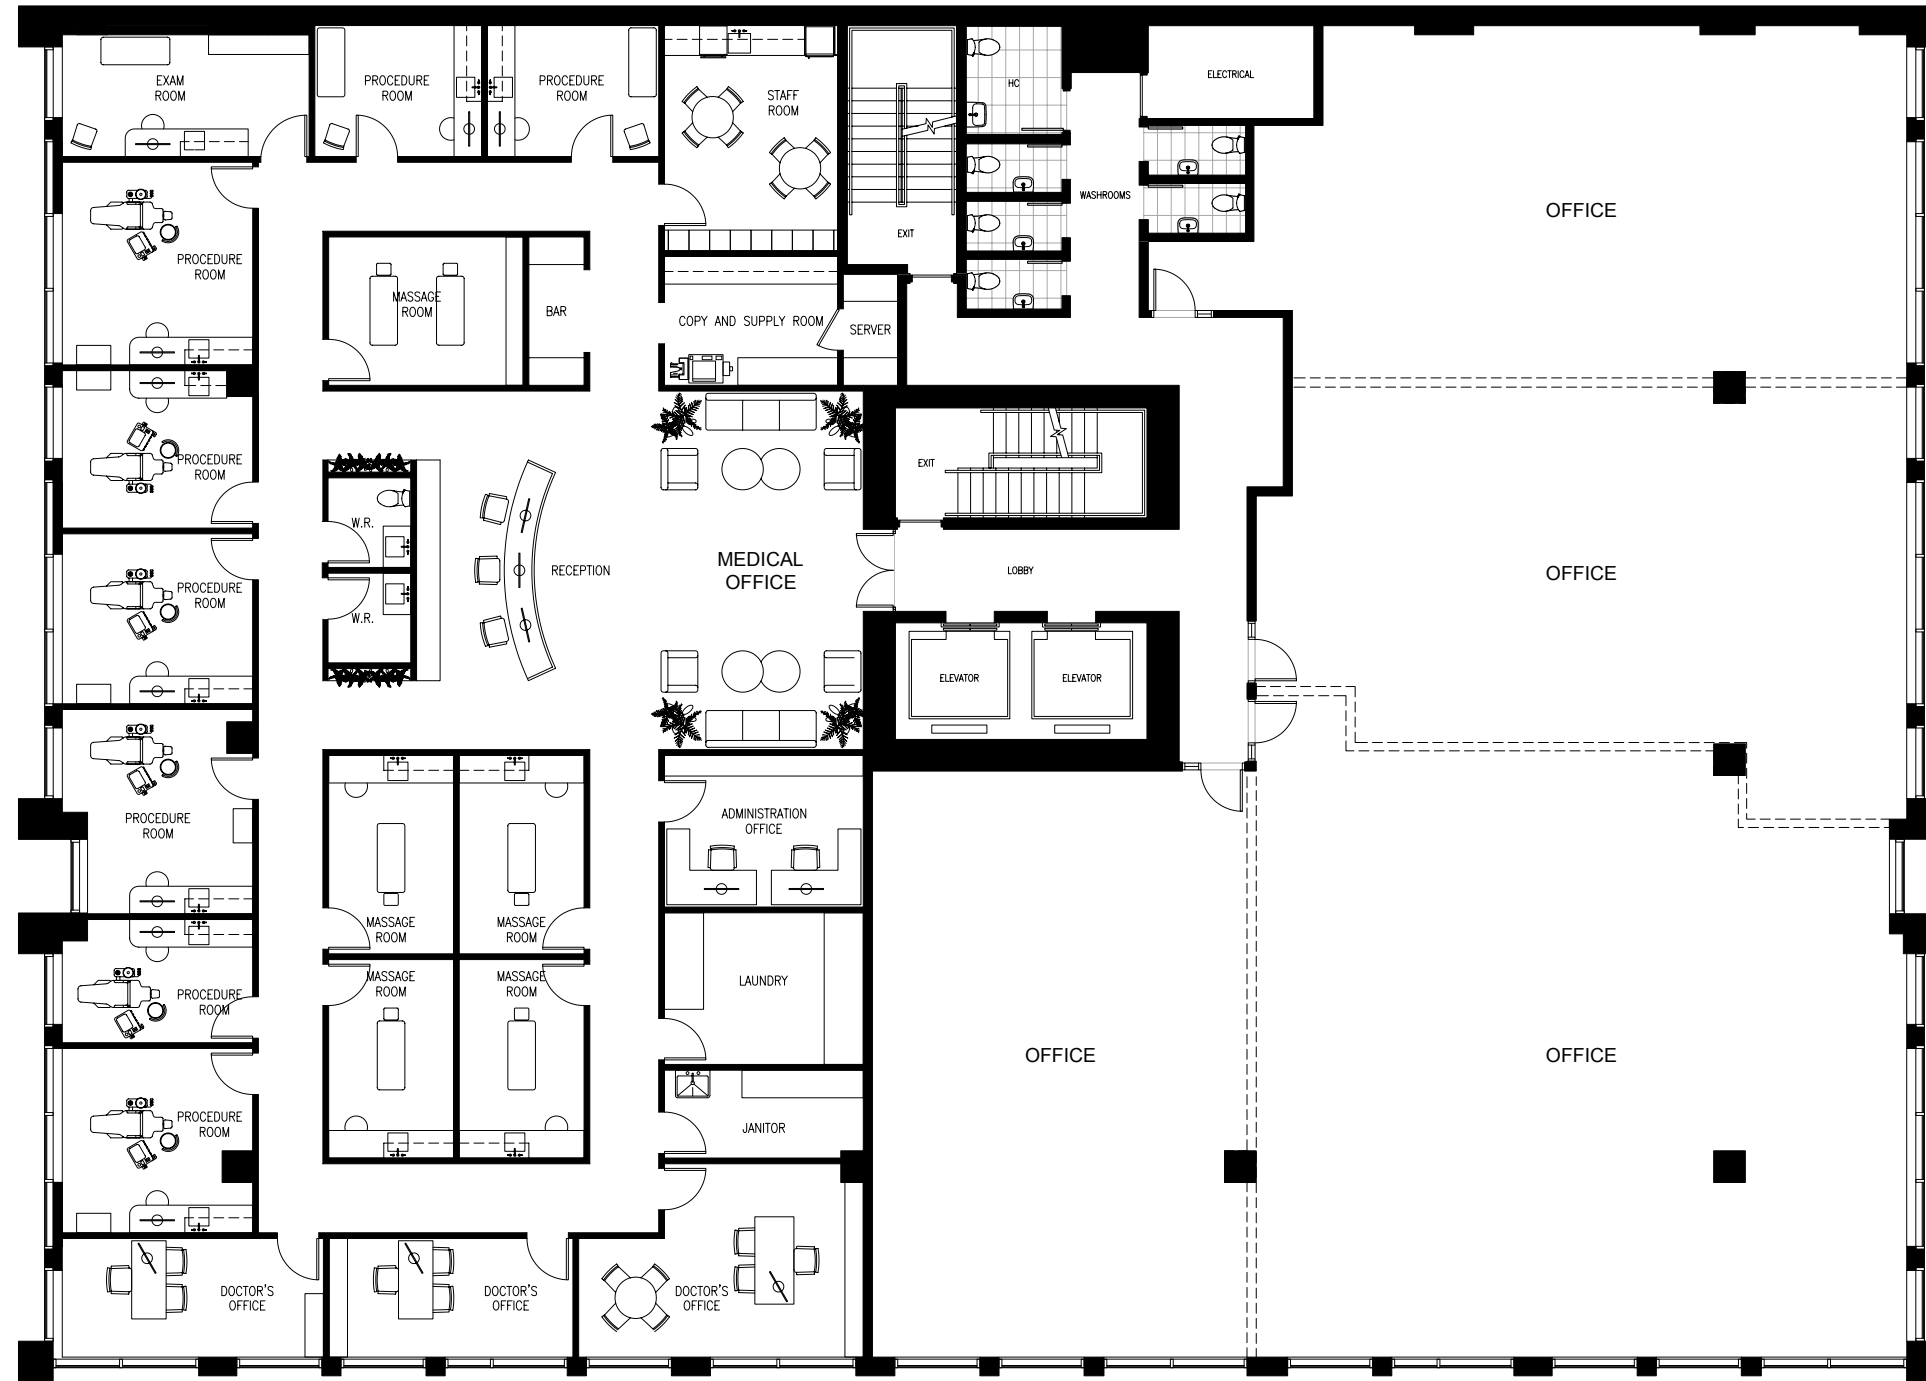 EXAM
ROOM
PROCEDURE
ROOM
PROCEDURE
ROOM
STAFF
ROOM
HC
ELECTRICAL
WASHROOMS
EXIT
OFFICE
PROCEDURE
ROOM
MASSAGE
ROOM
BAR
COPY AND SUPPLY ROOM
SERVER
PROCEDURE
ROOM
EXIT
W.R.
RECEPTION
MEDICAL
OFFICE
LOBBY
OFFICE
PROCEDURE
ROOM
W.R.
ELEVATOR
ELEVATOR
PROCEDURE
ROOM
ADMINISTRATION
OFFICE
MASSAGE
ROOM
MASSAGE
ROOM
PROCEDURE
ROOM
MASSAGE
ROOM
MASSAGE
ROOM
LAUNDRY
OFFICE
OFFICE
PROCEDURE
ROOM
JANITOR
DOCTOR'S
OFFICE
DOCTOR'S
OFFICE
DOCTOR'S
OFFICE